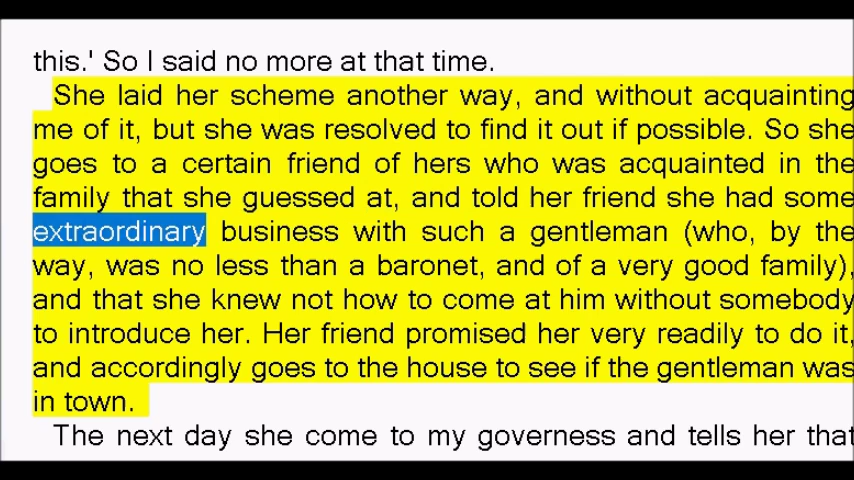 this.' So I said no more at that time.
She laid her scheme another way, and without acquainting
me of it, but she was resolved to find it out if possible. So she
goes to a certain friend of hers who was acquainted in the
family that she guessed at, and told her friend she had some
extraordinary business with such a gentleman (who, by the
way, was no less than a baronet, and of a very good family),
and that she knew not how to come at him without somebody
to introduce her. Her friend promised her very readily to do it,
and accordingly goes to the house to see if the gentleman was
in town.
The next day she come to my governess and tells her that